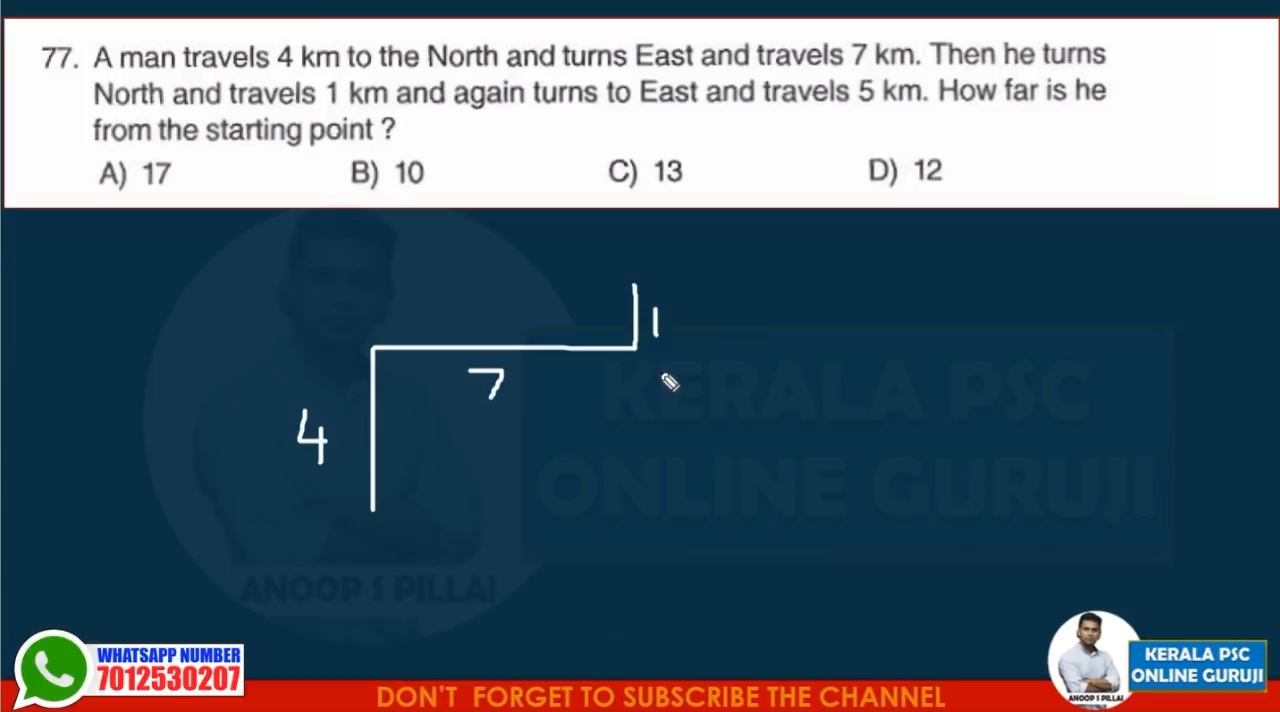 77. A man travels 4 km to the North and turns East and travels 7 km. Then he turns
North and travels 1 km and again turns to East and travels 5 km. How far is he
from the starting point ?
A) 17 B) 10 C) 13 D) 12
1
7
4
KERALA PSC
ONLINE GURUJI
ANOOP S PILLAI
WHATSAPP NUMBER
7012530207
DON'T FORGET TO SUBSCRIBE THE CHANNEL
ANOOP S PILLAI
KERALA PSC
ONLINE GURUJI